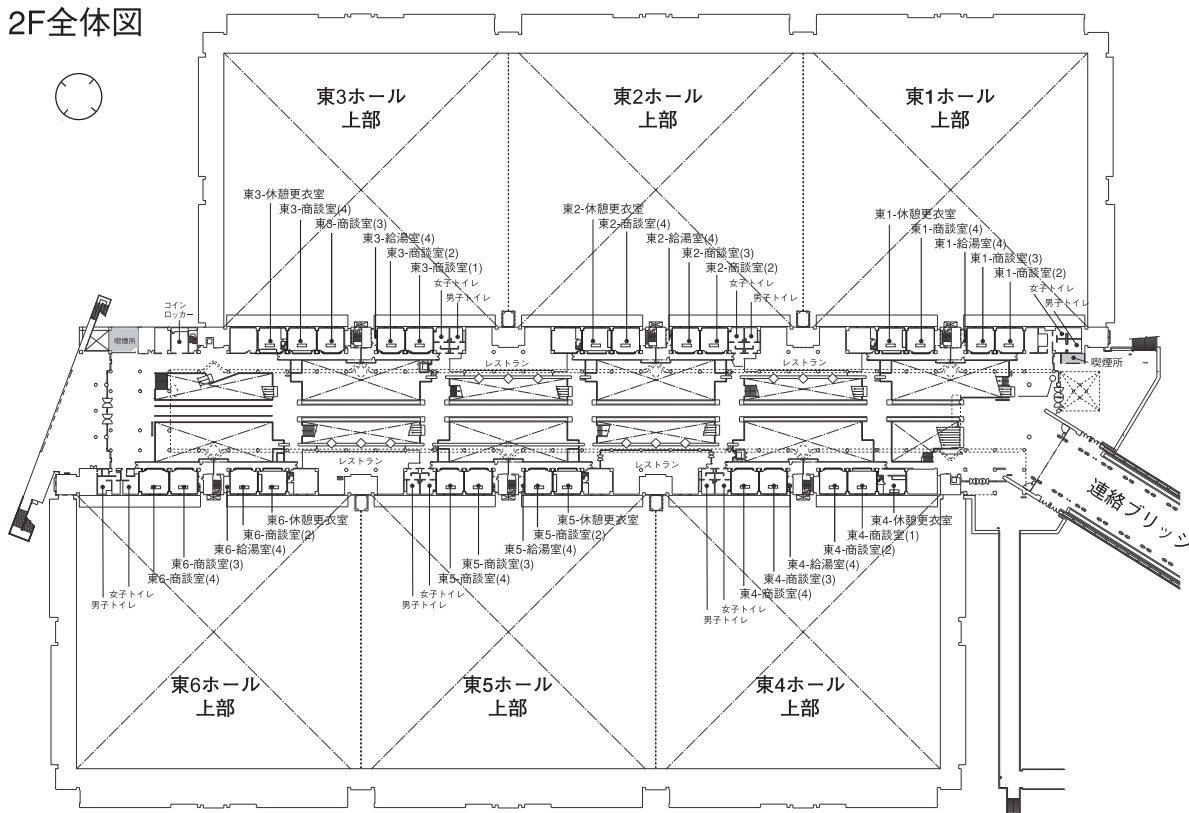 2F全体図
東3ホール
上部
東2ホール
上部
東1ホール
上部
東3-休憩更衣室
東3-商談室(4)
東3-商談室(3)
東3-給湯室(4)
東3-商談室(2)
東3-商談室(1)
女子トイレ
男子トイレ
東2-休憩更衣室
東2-商談室(4)
東2-給湯室(4)
東2-商談室(3)
東2-商談室(2)
女子トイレ
男子トイレ
東1-休憩更衣室
東1-商談室(4)
東1-給湯室(4)
東1-商談室(3)
東1-商談室(2)
女子トイレ
男子トイレ
コイン
ロッカー
喫煙所
レストラン
レストラン
喫煙所
レストラン
レストラン
連絡ブリッジ
東6-休憩更衣室
東6-商談室(2)
東6-給湯室(4)
東6-商談室(3)
東6-商談室(4)
女子トイレ
男子トイレ
東5-休憩更衣室
東5-商談室(2)
東5-給湯室(4)
東5-商談室(3)
東5-商談室(4)
女子トイレ
男子トイレ
東4-休憩更衣室
東4-商談室(1)
東4-商談室(2)
東4-給湯室(4)
東4-商談室(3)
東4-商談室(4)
女子トイレ
男子トイレ
東6ホール
上部
東5ホール
上部
東4ホール
上部